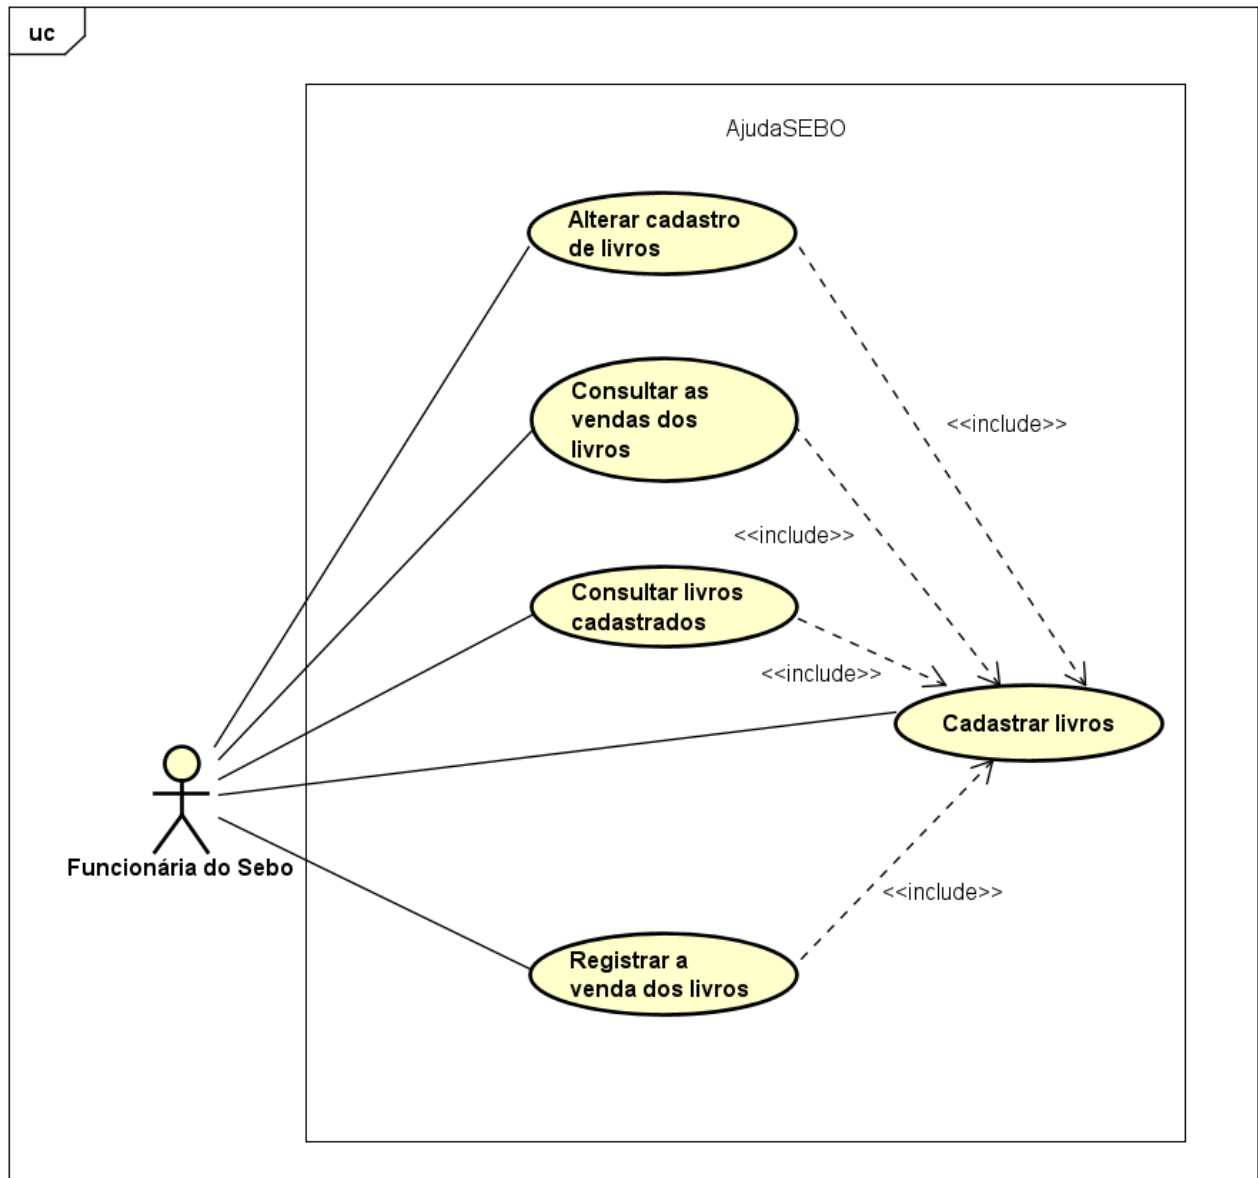 uc
AjudaSEBO
Alterar cadastro
de livros
Consultar as
vendas dos
livros
<<include>>
<<include>>
Consultar livros
cadastrados
<<include>>
Cadastrar livros
Funcionária do Sebo
<<include>>
Registrar a
venda dos livros